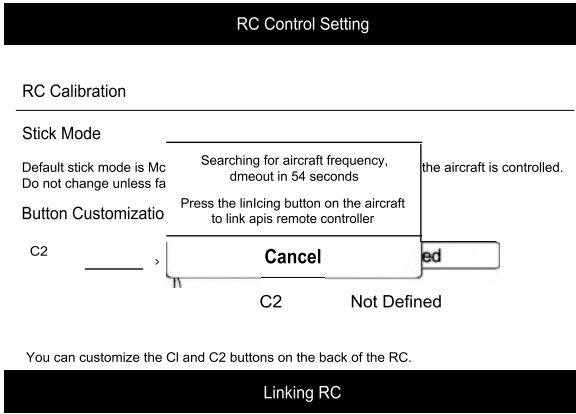 RC Control Setting
RC Calibration
Stick Mode
Default stick mode is Mc
the aircraft is controlled.
Do not change unless fa
Searching for aircraft frequency,
dmeout in 54 seconds
Press the linlcing button on the aircraft
to link apis remote controller
Button Customizatio
C2
>
Cancel
ed
C2 Not Defined
You can customize the Cl and C2 buttons on the back of the RC.
Linking RC